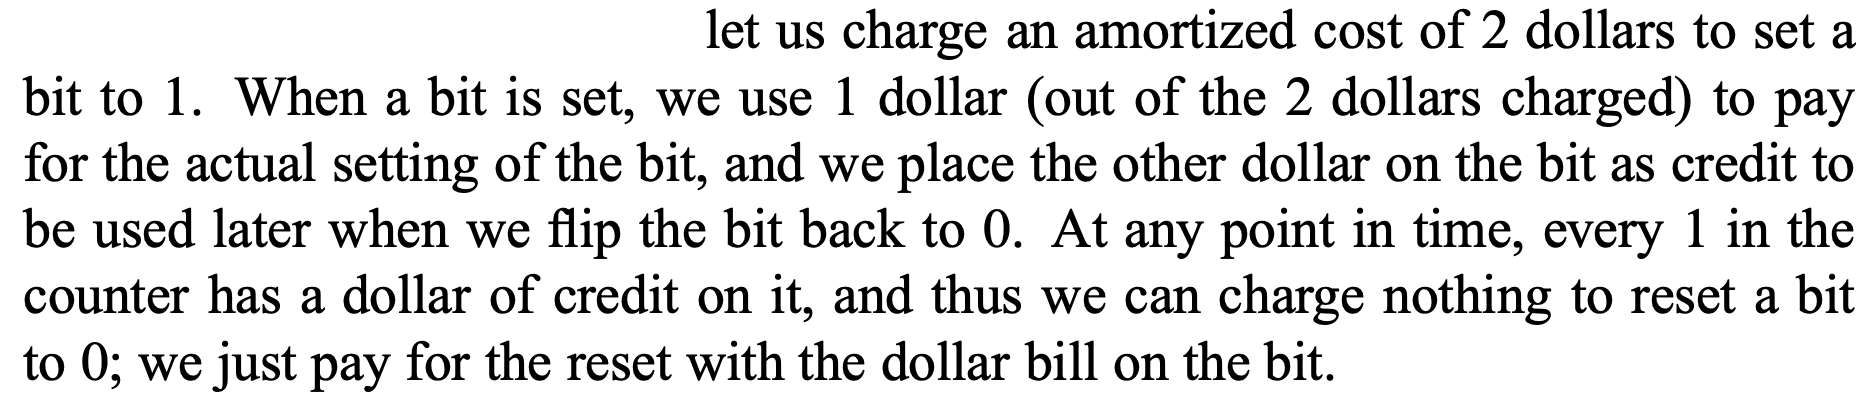 let us charge an amortized cost of 2 dollars to set a
bit to 1. When a bit is set, we use 1 dollar (out of the 2 dollars charged) to pay
for the actual setting of the bit, and we place the other dollar on the bit as credit to
be used later when we flip the bit back to 0. At any point in time, every 1 in the
counter has a dollar of credit on it, and thus we can charge nothing to reset a bit
to 0; we just pay for the reset with the dollar bill on the bit.